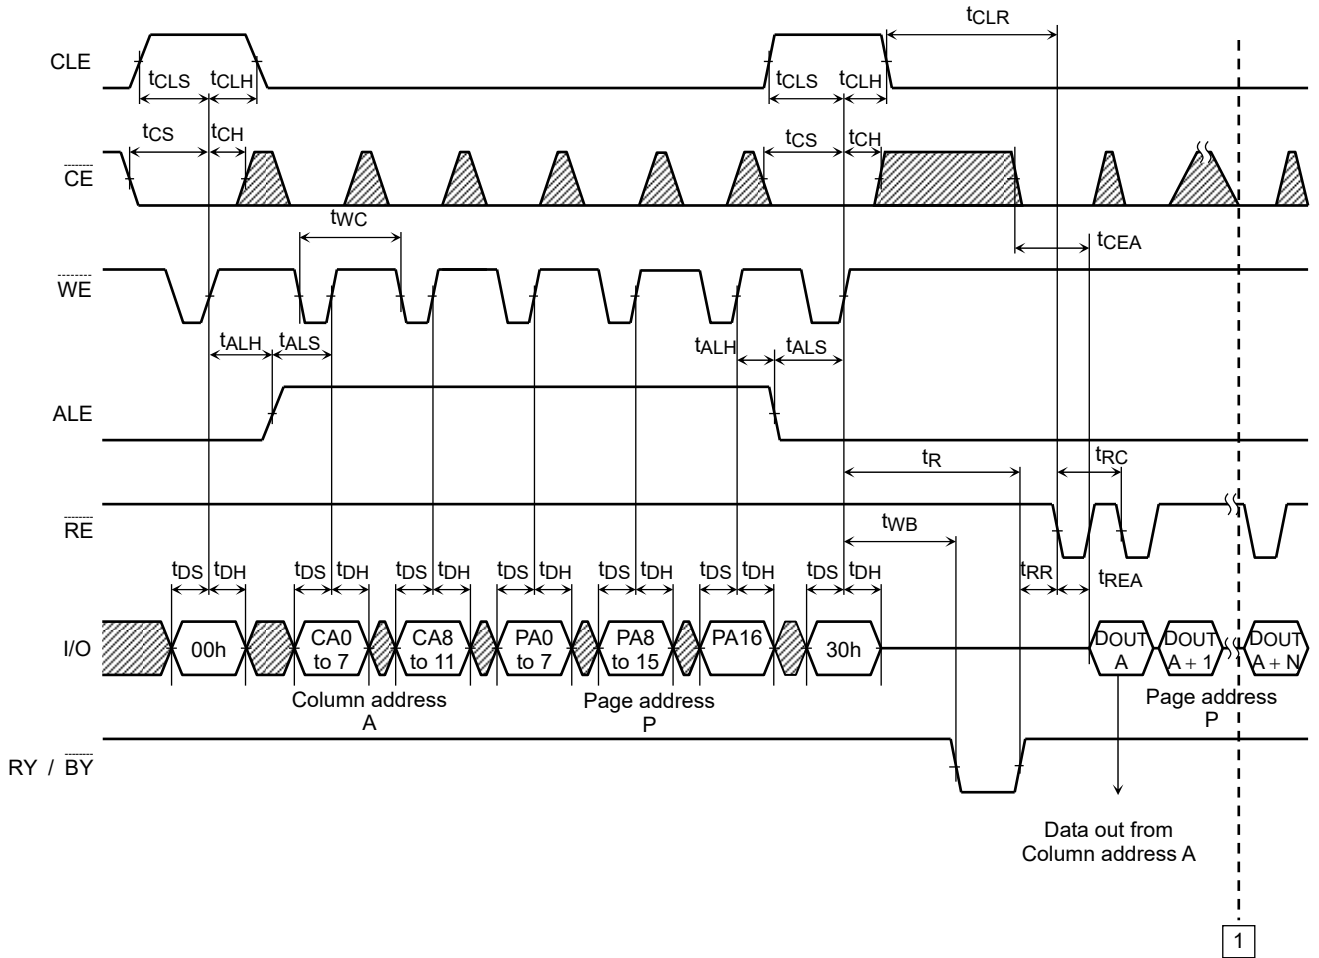 tCLR
CLE
tCLS tCLH tCLS tCLH
tCS tCH tCS tCH
CE
tWC
tCEA
WE
tALH tALS tALH tALS
ALE
tR tRC
RE
tWB
tDS tDH tDS tDH tDS tDH tDS tDH tDS tDH tDS tDH tDS tDH tRR tREA
I/O 00h CA0 to 7 CA8 to 11 PA0 to 7 PA8 to 15 PA16 30h DOUT A DOUT A + 1 DOUT A + N
Column address A
Page address P
Page address P
RY / BY
Data out from
Column address A
1